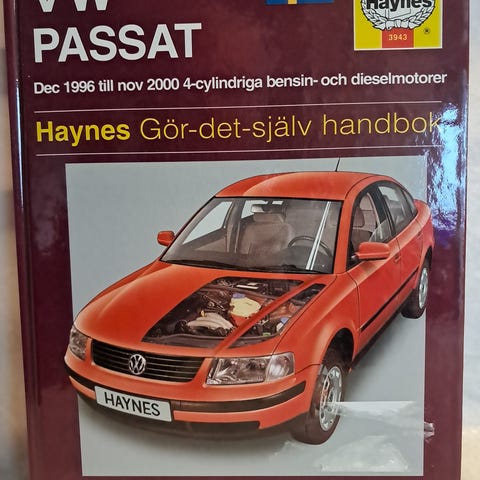 VW
PASSAT
Haynes
3943
®
Dec 1996 till nov 2000 4-cylindriga bensin- och dieselmotorer
Haynes Gör-det-själv handbok
HAYNES